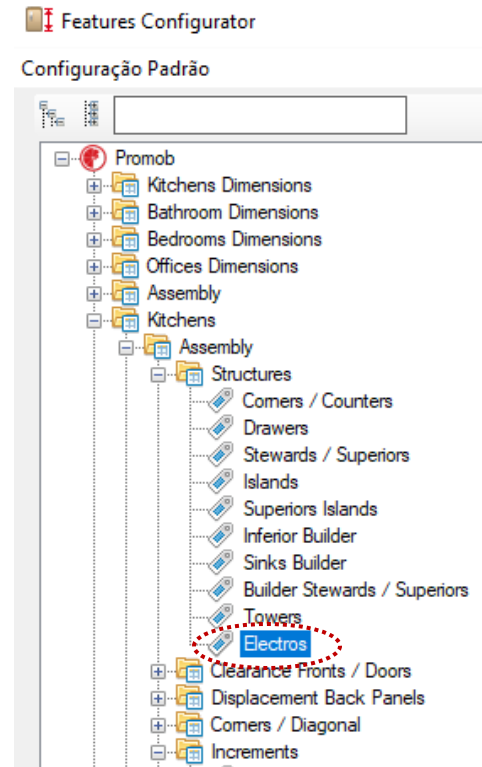 Features Configurator
Configuração Padrão
Promob
Kitchens Dimensions
Bathroom Dimensions
Bedrooms Dimensions
Offices Dimensions
Assembly
Kitchens
Assembly
Structures
Corners / Counters
Drawers
Stewards / Superiors
Islands
Superiors Islands
Inferior Builder
Sinks Builder
Builder Stewards / Superiors
Towers
Electros
Clearance Fronts / Doors
Displacement Back Panels
Corners / Diagonal
Increments